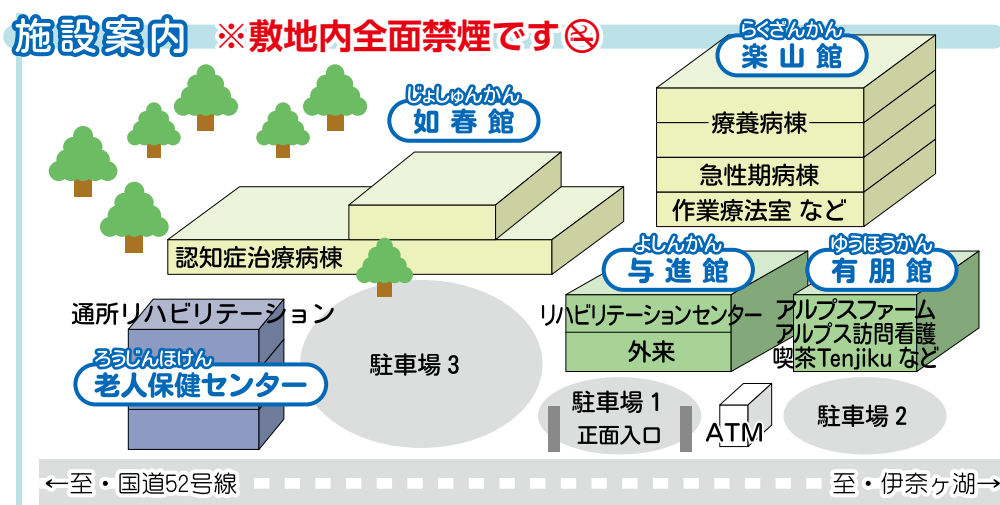 施設案内 ※敷地内全面禁煙です
らくざんかん
楽山館
療養病棟
急性期病棟
作業療法室 など
じょしゅんかん
如春館
認知症治療病棟
よしんかん
与進館
リハビリテーションセンター
外来
ゆうほうかん
有朋館
アルプスファーム
アルプス訪問看護
喫茶Tenjiku など
通所リハビリテーション
ろうじんほけん
老人保健センター
駐車場 3
駐車場 1
正面入口
ATM
駐車場 2
←至・国道52号線
至・伊奈ヶ湖→